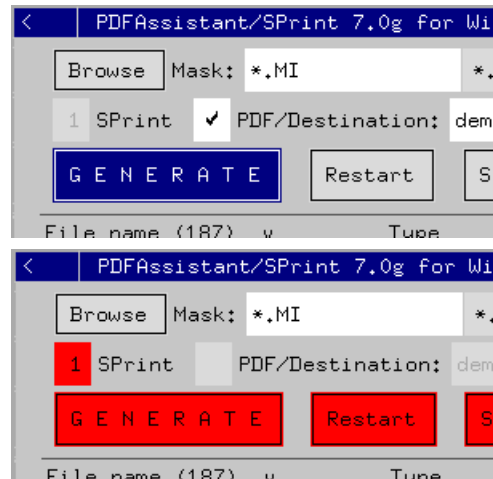 < PDFAssistant/SPrint 7.0g for Wi
Browse Mask: *.MI *.
1 SPrint ✓ PDF/Destination: dem
G E N E R A T E Restart S
File name (187) v Type
< PDFAssistant/SPrint 7.0g for Wi
Browse Mask: *.MI *.
1 SPrint PDF/Destination: dem
G E N E R A T E Restart S
File name (187) v Type